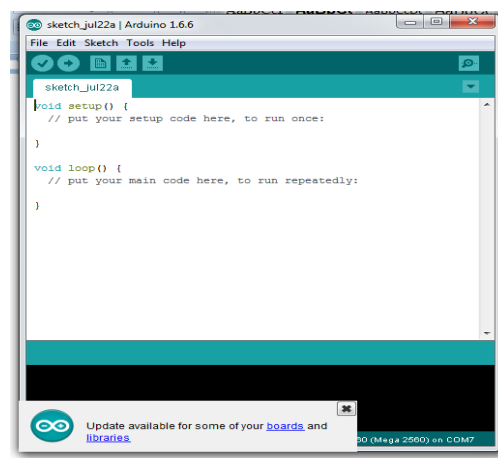 sketch_jul22a | Arduino 1.6.6
File Edit Sketch Tools Help
sketch_jul22a
void setup() {
// put your setup code here, to run once:
}
void loop() {
// put your main code here, to run repeatedly:
}
Update available for some of your boards and
libraries
60 (Mega 2560) on COM7